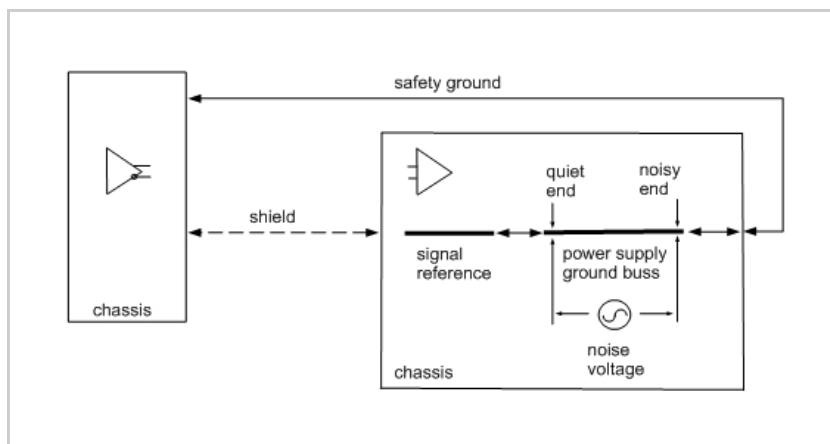 safety ground
quiet
end
noisy
end
shield
signal
reference
power supply
ground buss
chassis
noise
voltage
chassis